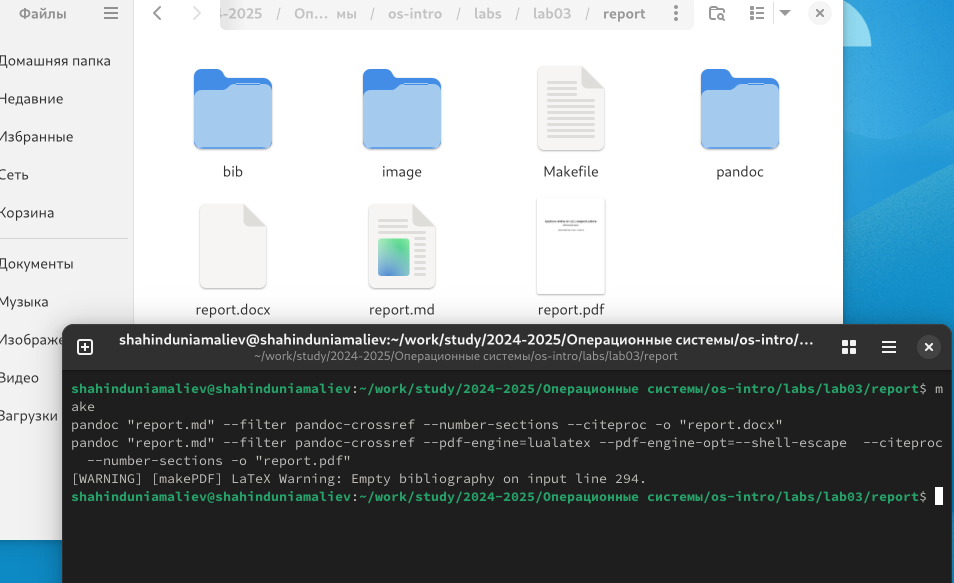 Файлы
-2025 / Оп… мы / os-intro / labs / lab03 / report
Домашняя папка
Недавние
Избранные
Сеть
Корзина
Документы
Музыка
Изображе
Видео
Загрузки
bib
image
Makefile
pandoc
report.docx
report.md
report.pdf
shahinduniamaliev@shahinduniamaliev:~/work/study/2024-2025/Операционные системы/os-intro/…
~/work/study/2024-2025/Операционные системы/os-intro/labs/lab03/report
shahinduniamaliev@shahinduniamaliev:~/work/study/2024-2025/Операционные системы/os-intro/labs/lab03/report$ m
ake
pandoc "report.md" --filter pandoc-crossref --number-sections --citeproc -o "report.docx"
pandoc "report.md" --filter pandoc-crossref --pdf-engine=lualatex --pdf-engine-opt=--shell-escape  --citeproc
--number-sections -o "report.pdf"
[WARNING] [makePDF] LaTeX Warning: Empty bibliography on input line 294.
shahinduniamaliev@shahinduniamaliev:~/work/study/2024-2025/Операционные системы/os-intro/labs/lab03/report$